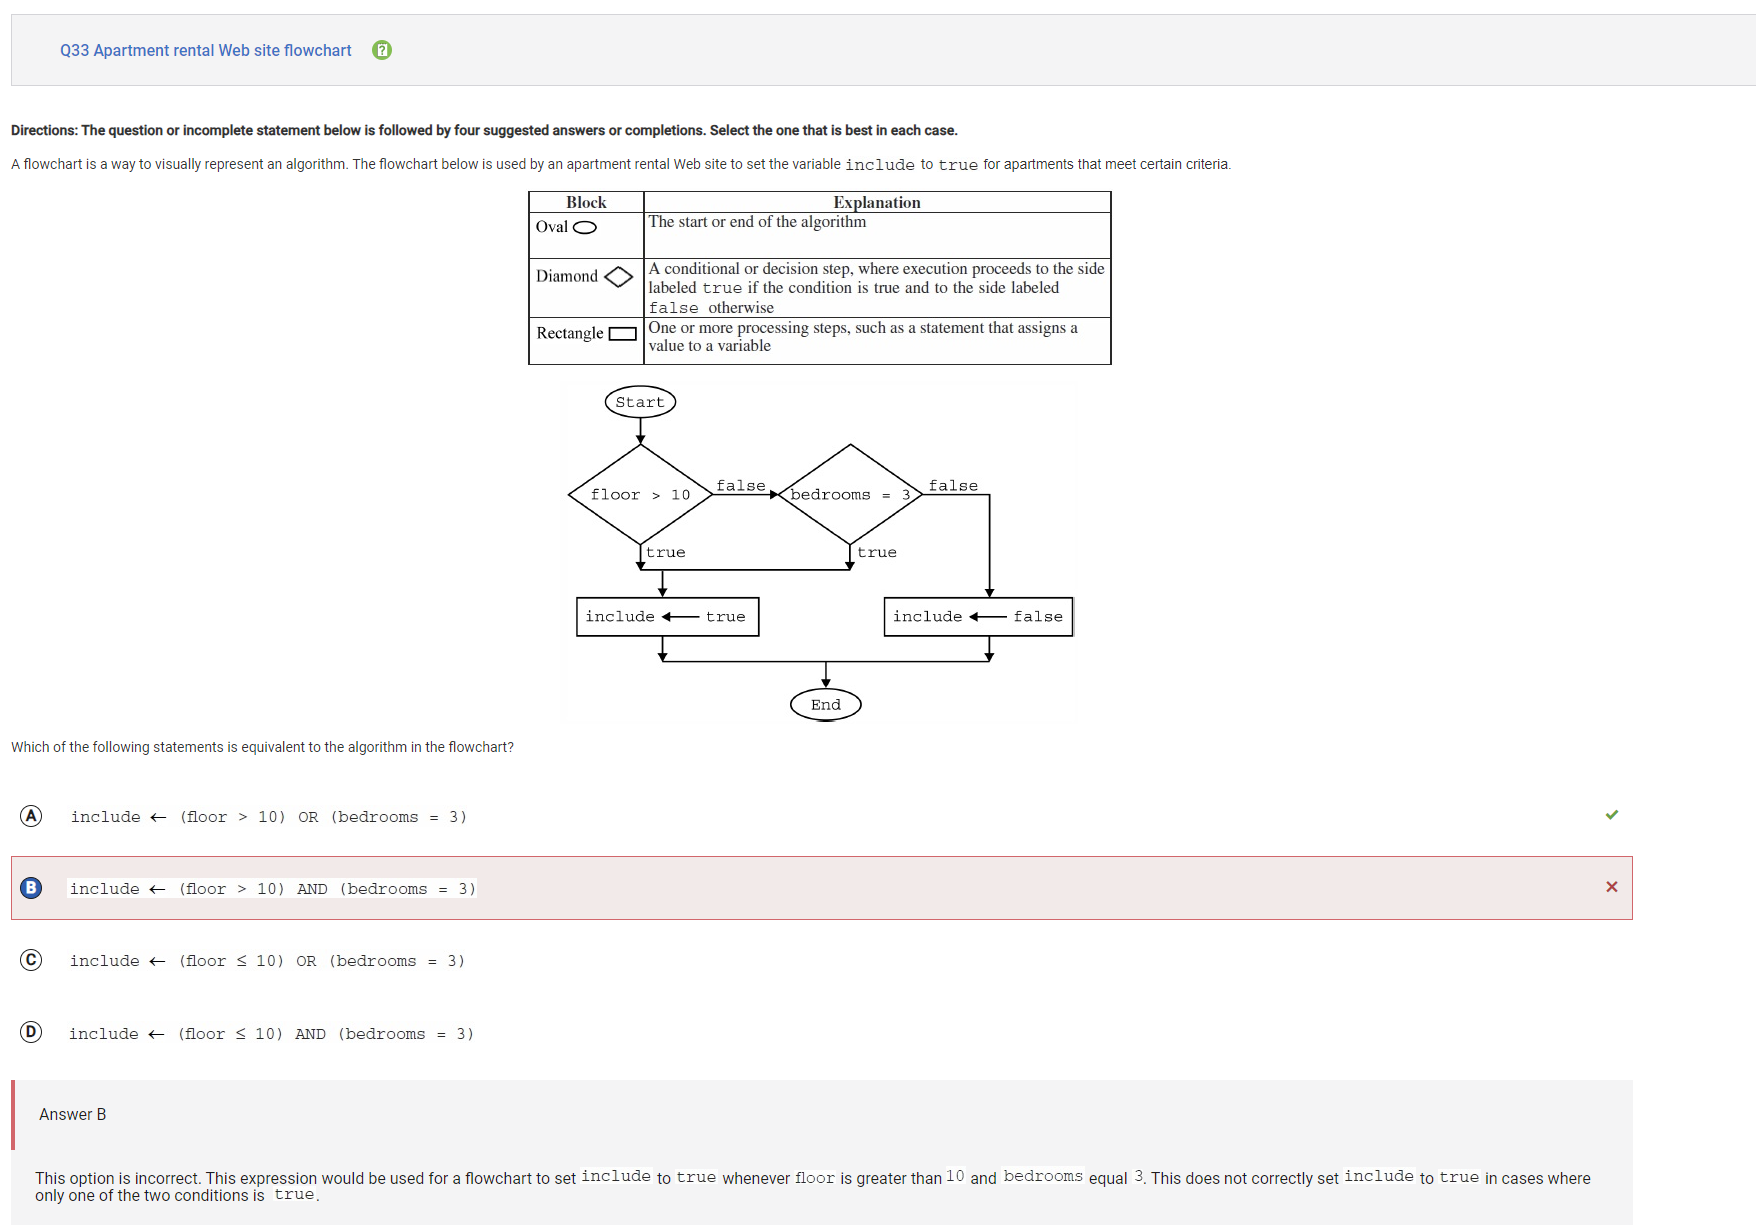 Q33 Apartment rental Web site flowchart
Directions: The question or incomplete statement below is followed by four suggested answers or completions. Select the one that is best in each case.
A flowchart is a way to visually represent an algorithm. The flowchart below is used by an apartment rental Web site to set the variable include to true for apartments that meet certain criteria.
Block Explanation
Oval The start or end of the algorithm
Diamond A conditional or decision step, where execution proceeds to the side
labeled true if the condition is true and to the side labeled
false otherwise
Rectangle One or more processing steps, such as a statement that assigns a
value to a variable
Start
floor > 10 false bedrooms = 3 false
true true
include ← true include ← false
End
Which of the following statements is equivalent to the algorithm in the flowchart?
A include ← (floor > 10) OR (bedrooms = 3)
B include ← (floor > 10) AND (bedrooms = 3)
C include ← (floor ≤ 10) OR (bedrooms = 3)
D include ← (floor ≤ 10) AND (bedrooms = 3)
Answer B
This option is incorrect. This expression would be used for a flowchart to set include to true whenever floor is greater than 10 and bedrooms equal 3. This does not correctly set include to true in cases where
only one of the two conditions is true.